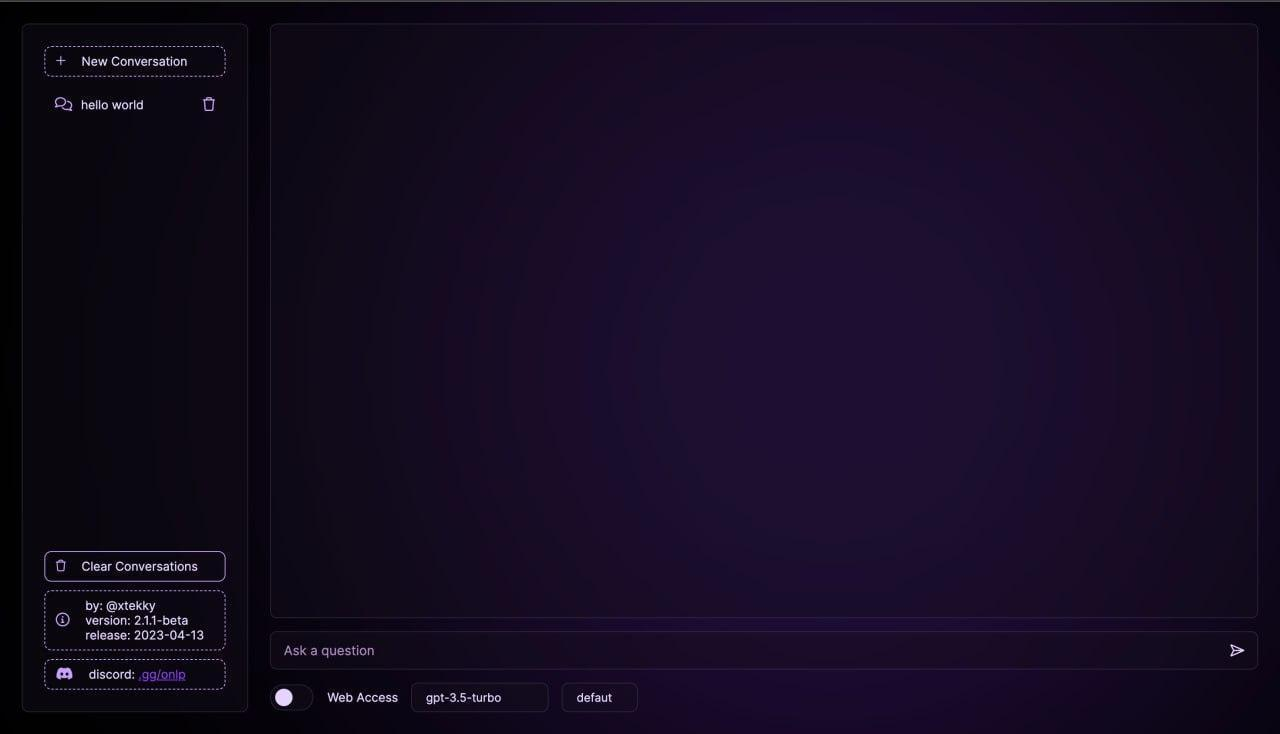 New Conversation
hello world
Clear Conversations
by: @xtekky
version: 2.1.1-beta
release: 2023-04-13
discord: .gg/onlp
Ask a question
Web Access
gpt-3.5-turbo
defaut